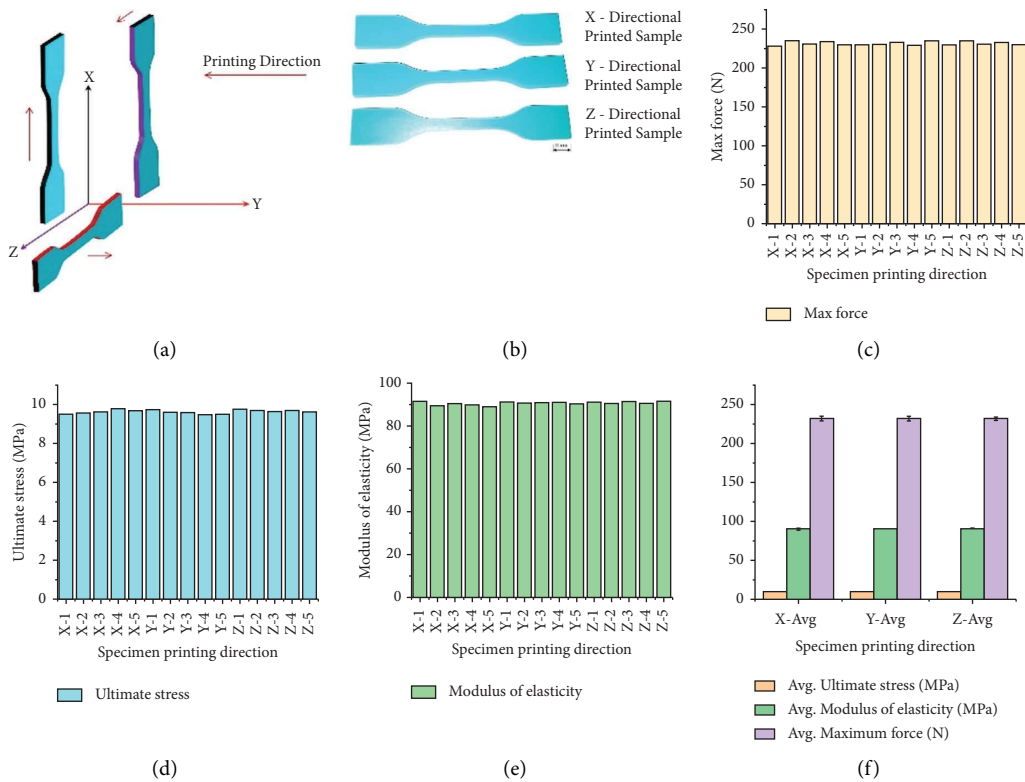 X
Y
Z
Printing Direction
(a)
X - Directional
Printed Sample
Y - Directional
Printed Sample
Z - Directional
Printed Sample
(b)
Max force (N)
250
200
150
100
50
0
X-1 X-2 X-3 X-4 X-5 Y-1 Y-2 Y-3 Y-4 Y-5 Z-1 Z-2 Z-3 Z-4 Z-5
Specimen printing direction
Max force
(c)
Ultimate stress (MPa)
10
8
6
4
2
0
X-1 X-2 X-3 X-4 X-5 Y-1 Y-2 Y-3 Y-4 Y-5 Z-1 Z-2 Z-3 Z-4 Z-5
Specimen printing direction
Ultimate stress
(d)
Modulus of elasticity (MPa)
100
80
60
40
20
0
X-1 X-2 X-3 X-4 X-5 Y-1 Y-2 Y-3 Y-4 Y-5 Z-1 Z-2 Z-3 Z-4 Z-5
Specimen printing direction
Modulus of elasticity
(e)
250
200
150
100
50
0
X-Avg Y-Avg Z-Avg
Specimen printing direction
Avg. Ultimate stress (MPa)
Avg. Modulus of elasticity (MPa)
Avg. Maximum force (N)
(f)